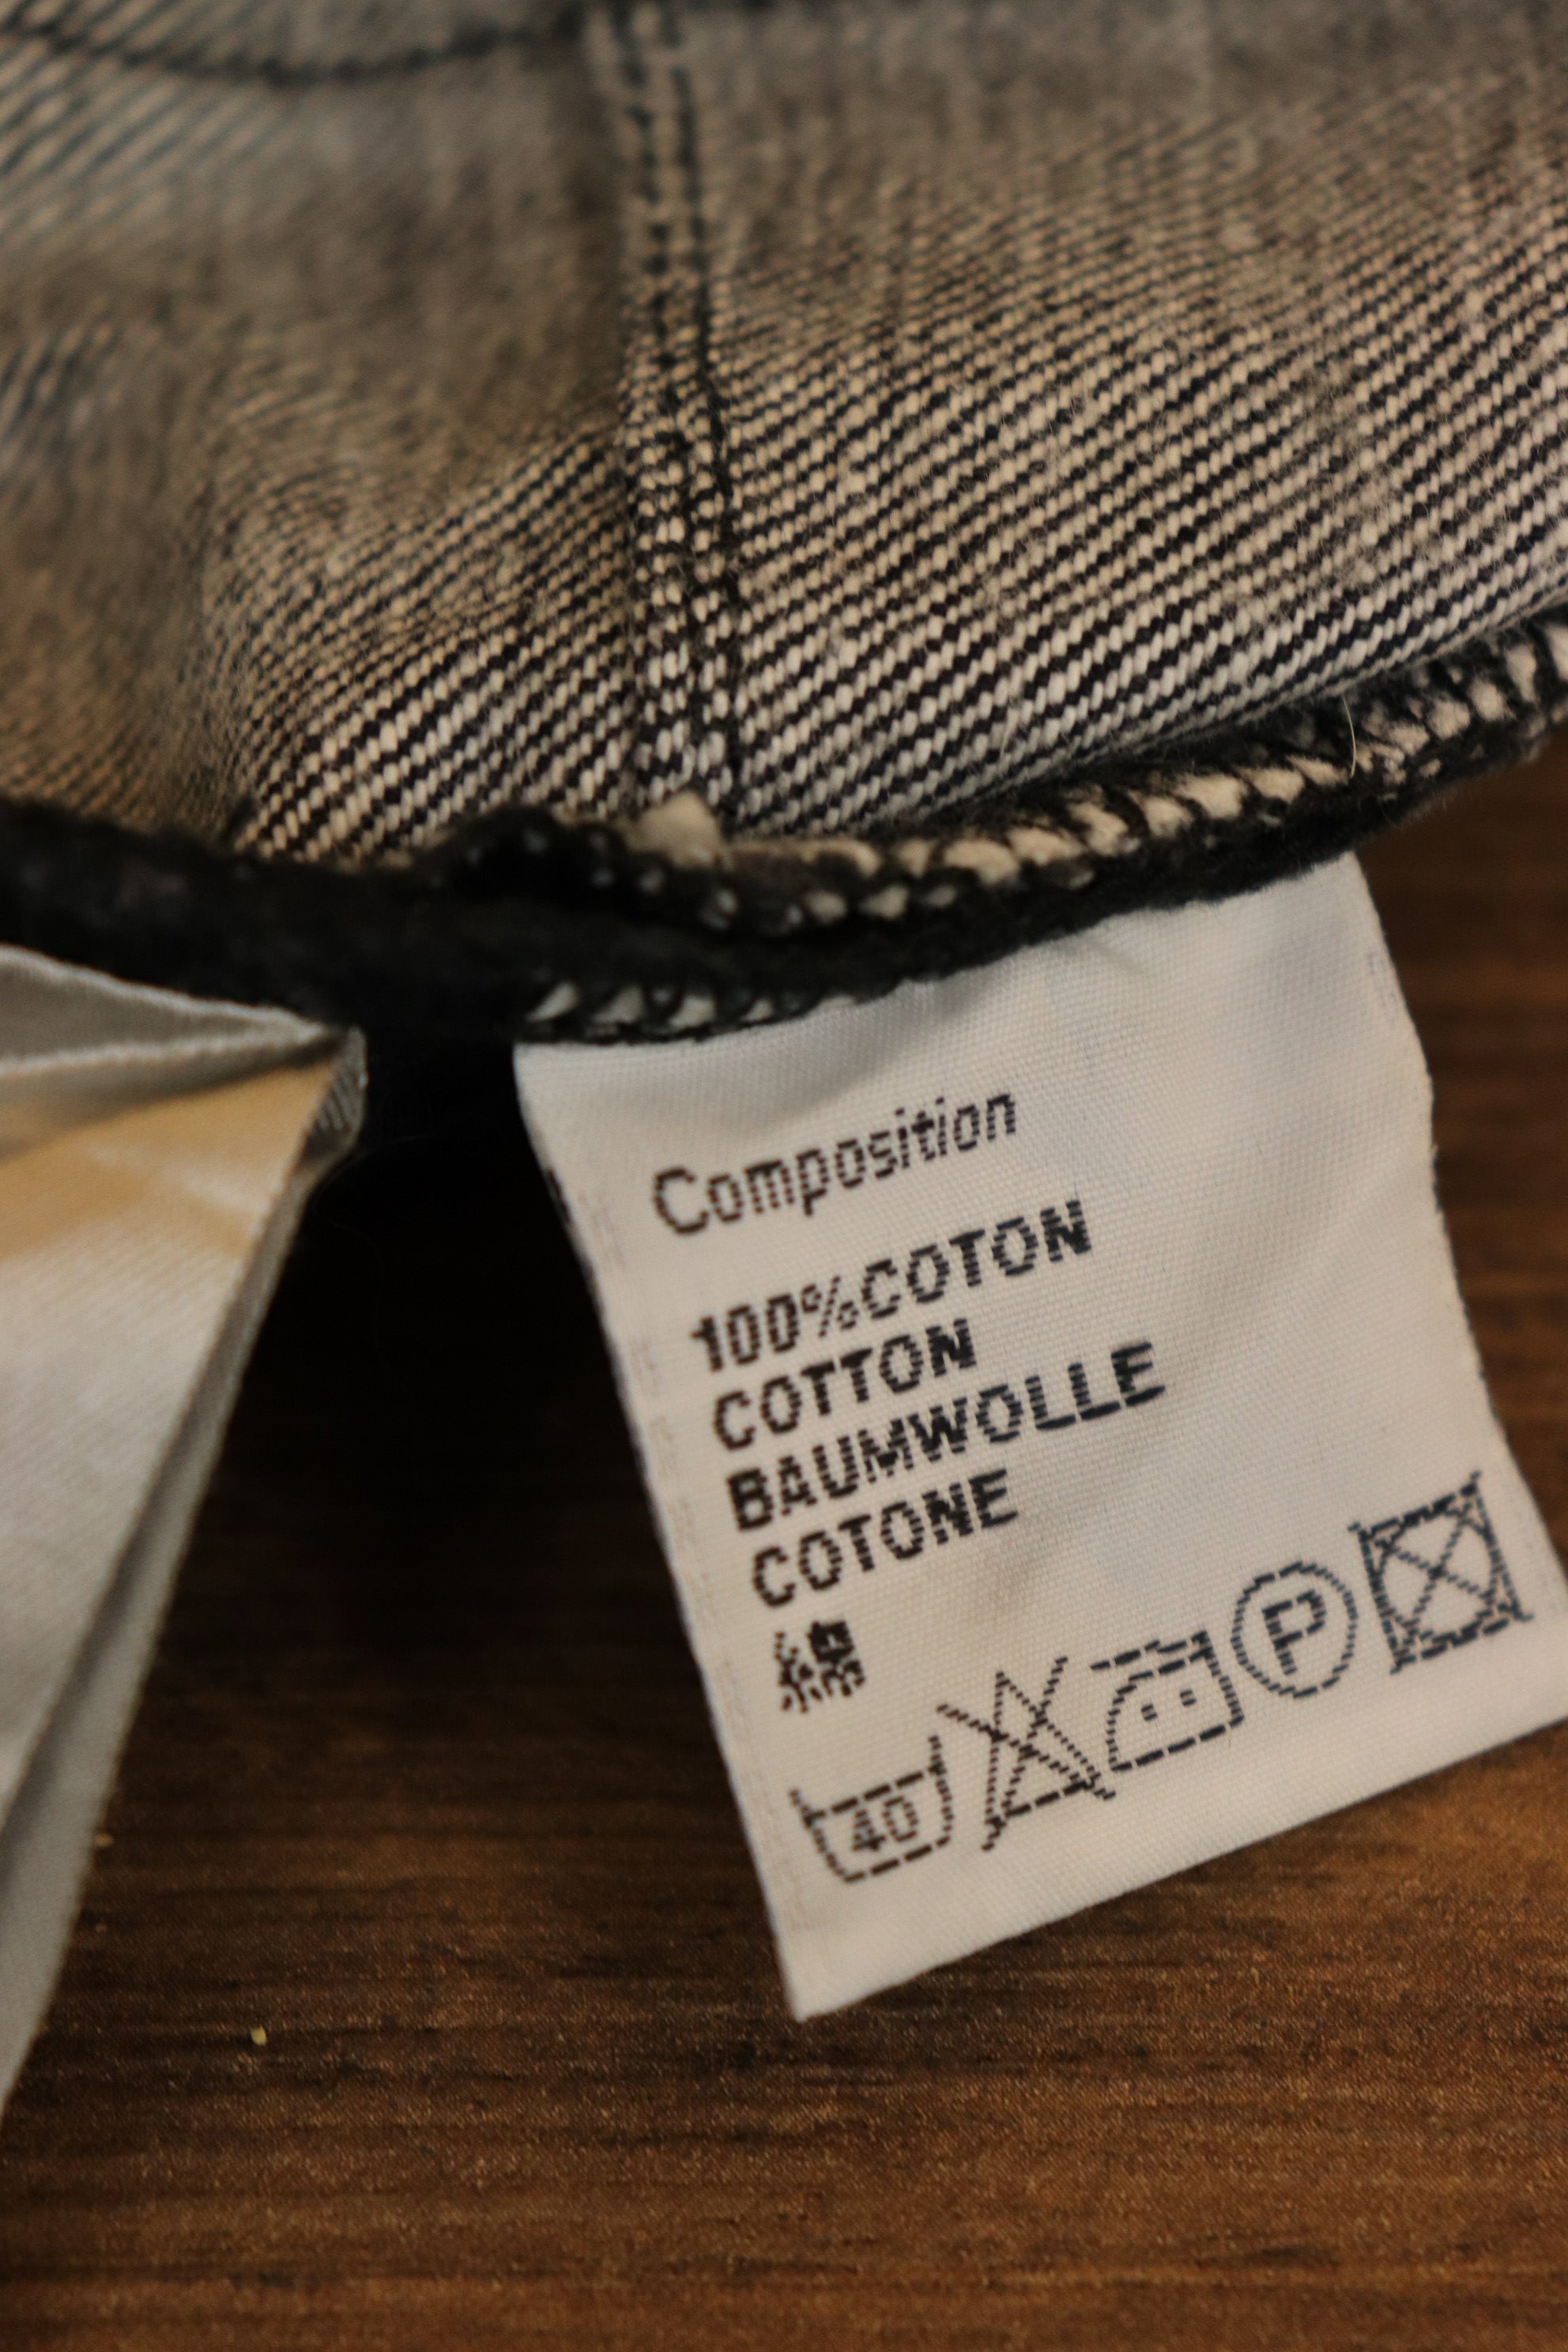 Composition
100%COTON
COTTON
BAUMWOLLE
COTONE
綿
40 P